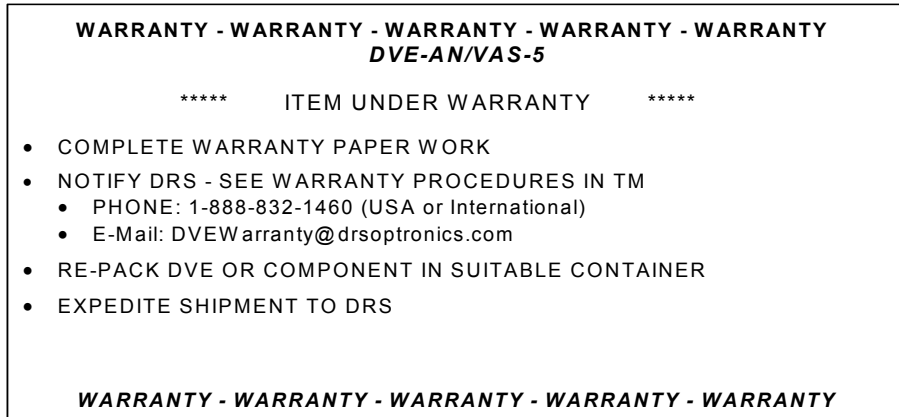 WARRANTY - WARRANTY - WARRANTY - WARRANTY - WARRANTY
DVE-AN/VAS-5
***** ITEM UNDER WARRANTY *****
• COMPLETE WARRANTY PAPER WORK
• NOTIFY DRS - SEE WARRANTY PROCEDURES IN TM
• PHONE: 1-888-832-1460 (USA or International)
• E-Mail: DVEWarranty@drsoptronics.com
• RE-PACK DVE OR COMPONENT IN SUITABLE CONTAINER
• EXPEDITE SHIPMENT TO DRS
WARRANTY - WARRANTY - WARRANTY - WARRANTY - WARRANTY